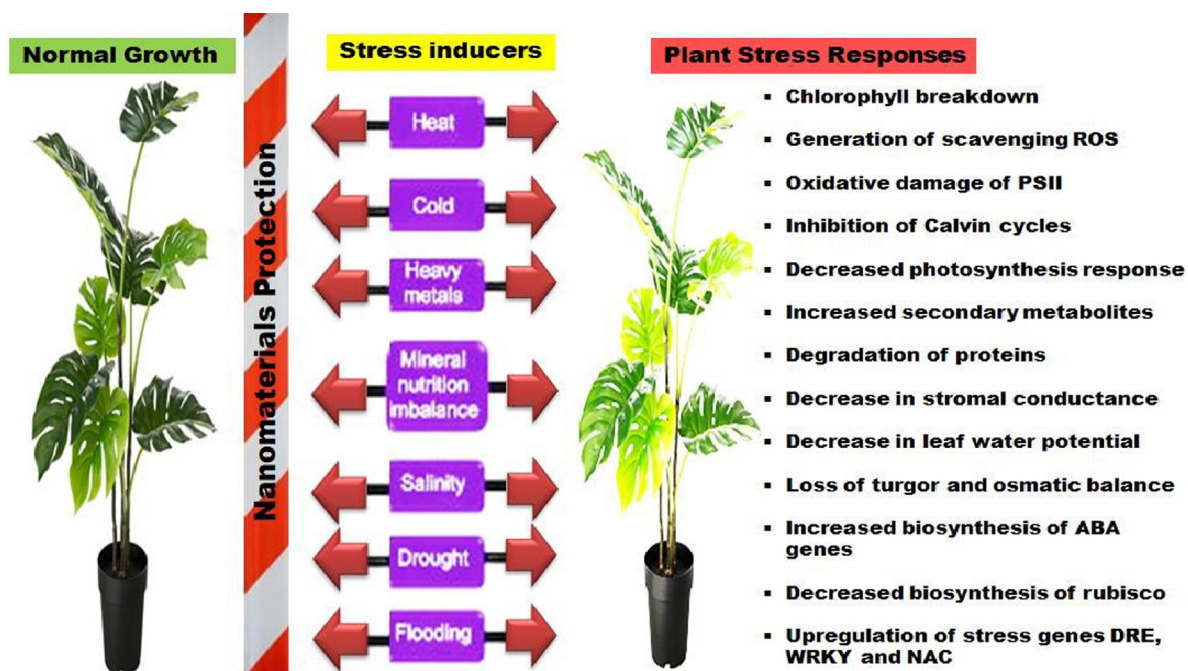 Normal Growth
Nanomaterials Protection
Stress inducers
Heat
Cold
Heavy
metals
Mineral
nutrition
imbalance
Salinity
Drought
Flooding
Plant Stress Responses
▪ Chlorophyll breakdown
▪ Generation of scavenging ROS
▪ Oxidative damage of PSII
▪ Inhibition of Calvin cycles
▪ Decreased photosynthesis response
▪ Increased secondary metabolites
▪ Degradation of proteins
▪ Decrease in stromal conductance
▪ Decrease in leaf water potential
▪ Loss of turgor and osmatic balance
▪ Increased biosynthesis of ABA
genes
▪ Decreased biosynthesis of rubisco
▪ Upregulation of stress genes DRE,
WRKY and NAC